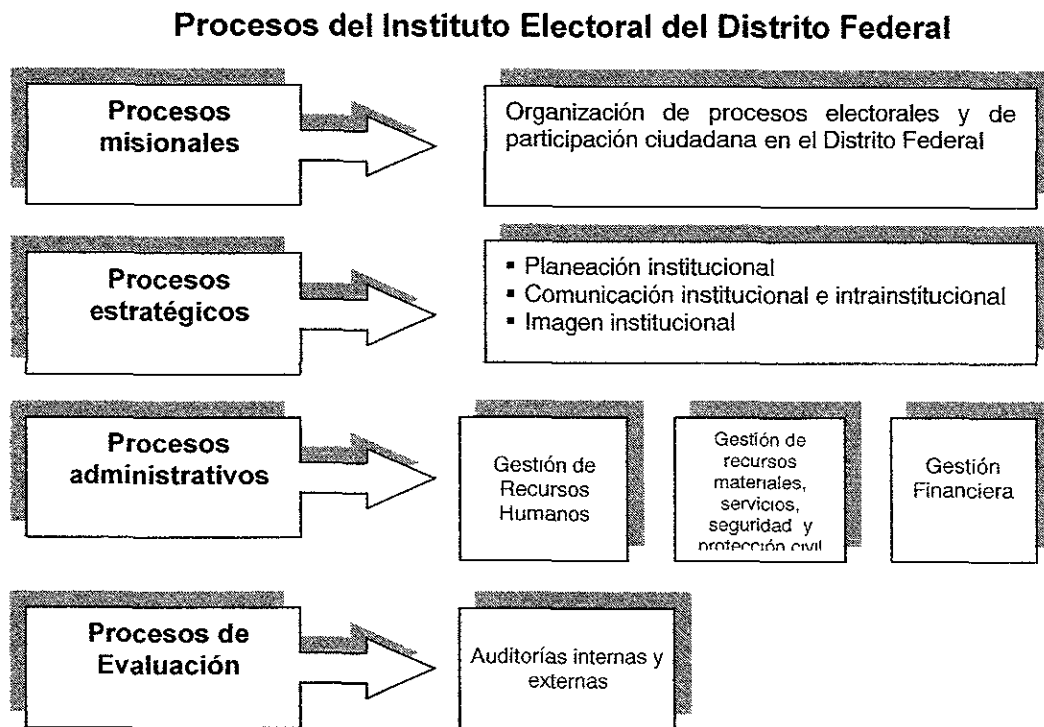 Procesos del Instituto Electoral del Distrito Federal
Procesos
misionales
Organización de procesos electorales y de
participación ciudadana en el Distrito Federal
Procesos
estratégicos
▪ Planeación institucional
▪ Comunicación institucional e intrainstitucional
▪ Imagen institucional
Procesos
administrativos
Gestión de
Recursos
Humanos
Gestión de
recursos
materiales,
servicios,
seguridad y
protección civil
Gestión
Financiera
Procesos de
Evaluación
Auditorías internas y
externas